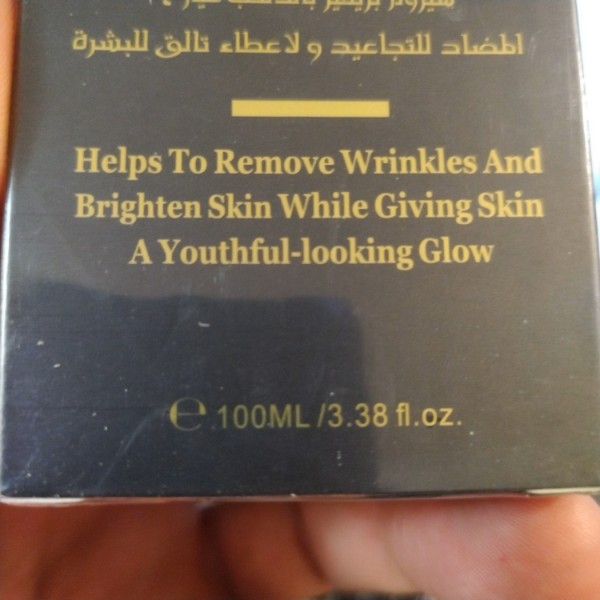 المضاد للتجاعيد و لاعطاء تالق للبشرة
Helps To Remove Wrinkles And
Brighten Skin While Giving Skin
A Youthful-looking Glow
℮ 100ML /3.38 fl.oz.